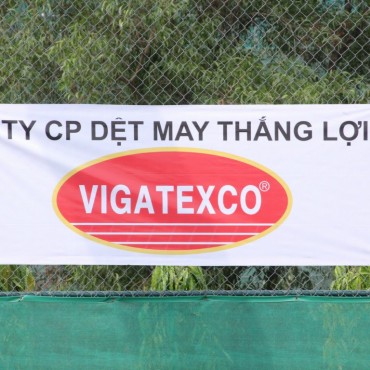 TY CP DỆT MAY THẮNG LỢI
VIGATEXCO®